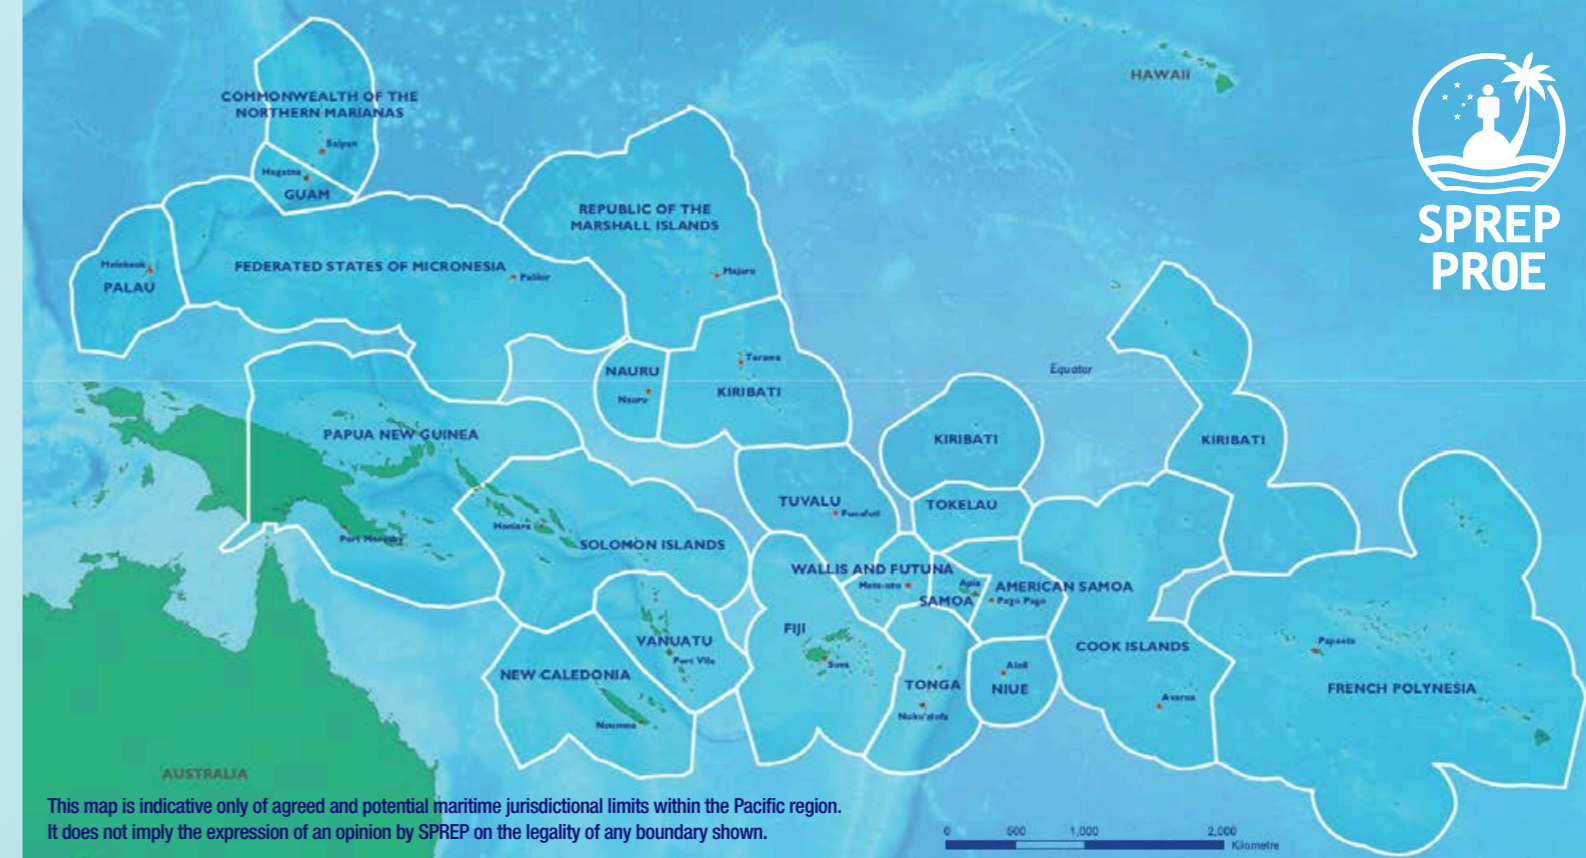 HAWAII
COMMONWEALTH OF THE
NORTHERN MARIANAS
Saipan
Hagatna
GUAM
SPREP
PROE
REPUBLIC OF THE
MARSHALL ISLANDS
Majuro
FEDERATED STATES OF MICRONESIA
Palikir
Melekeok
PALAU
NAURU
Nauru
Tarawa
KIRIBATI
Equator
PAPUA NEW GUINEA
Port Moresby
KIRIBATI
KIRIBATI
TUVALU
Funafuti
TOKELAU
Honiara
SOLOMON ISLANDS
WALLIS AND FUTUNA
Mata-utu
Apia
SAMOA
AMERICAN SAMOA
Pago Pago
FIJI
Suva
VANUATU
Port Vila
NEW CALEDONIA
Noumea
TONGA
Nuku'alofa
Alofi
NIUE
COOK ISLANDS
Avarua
Papeete
FRENCH POLYNESIA
AUSTRALIA
This map is indicative only of agreed and potential maritime jurisdictional limits within the Pacific region.
It does not imply the expression of an opinion by SPREP on the legality of any boundary shown.
0 500 1,000 2,000
Kilometre